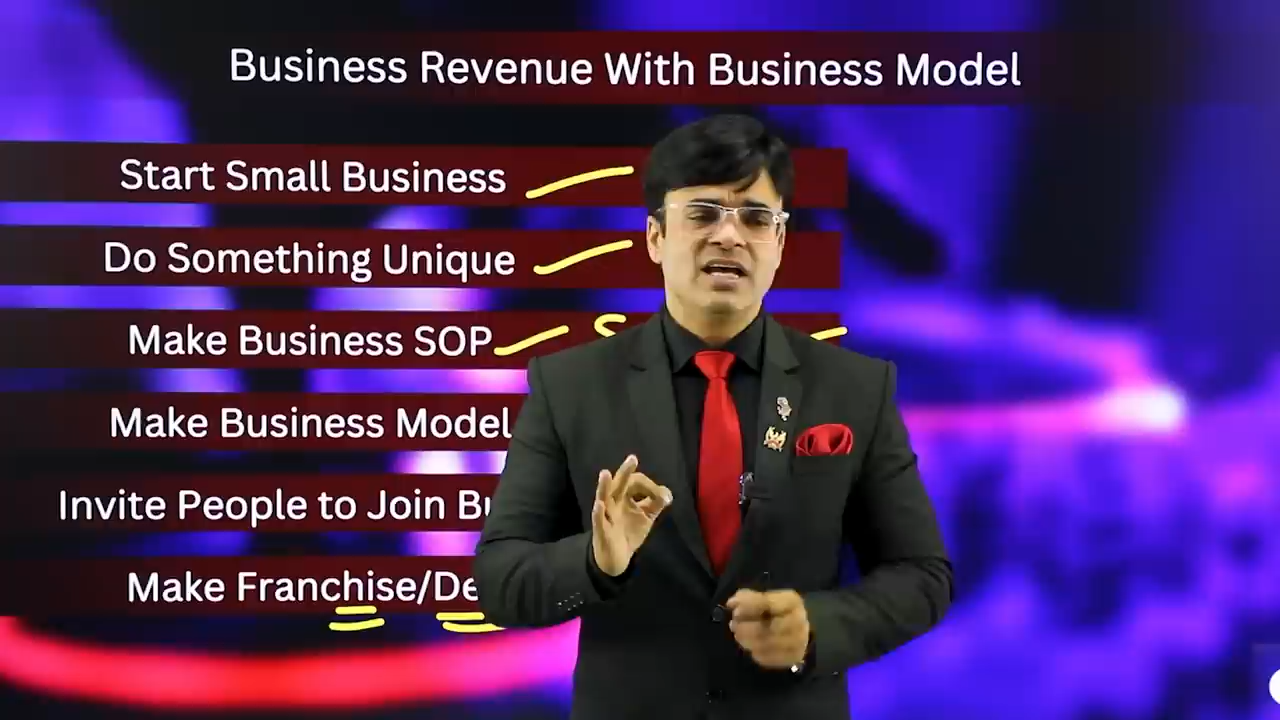 Business Revenue With Business Model
Start Small Business
Do Something Unique
Make Business SOP
Make Business Model
Invite People to Join
Make Franchise/